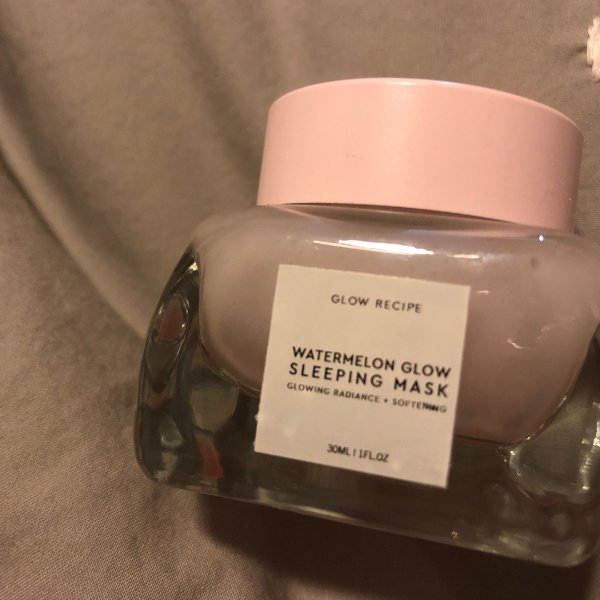 GLOW RECIPE
WATERMELON GLOW
SLEEPING MASK
GLOWING RADIANCE + SOFTENING
30ML | 1FL.OZ